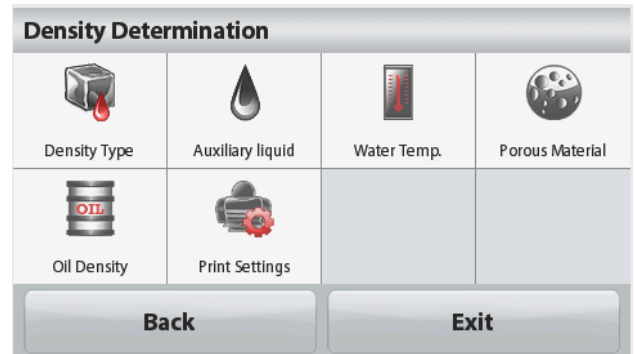 Density Determination
Density Type
Auxiliary liquid
Water Temp.
Porous Material
OIL
Oil Density
Print Settings
Back
Exit